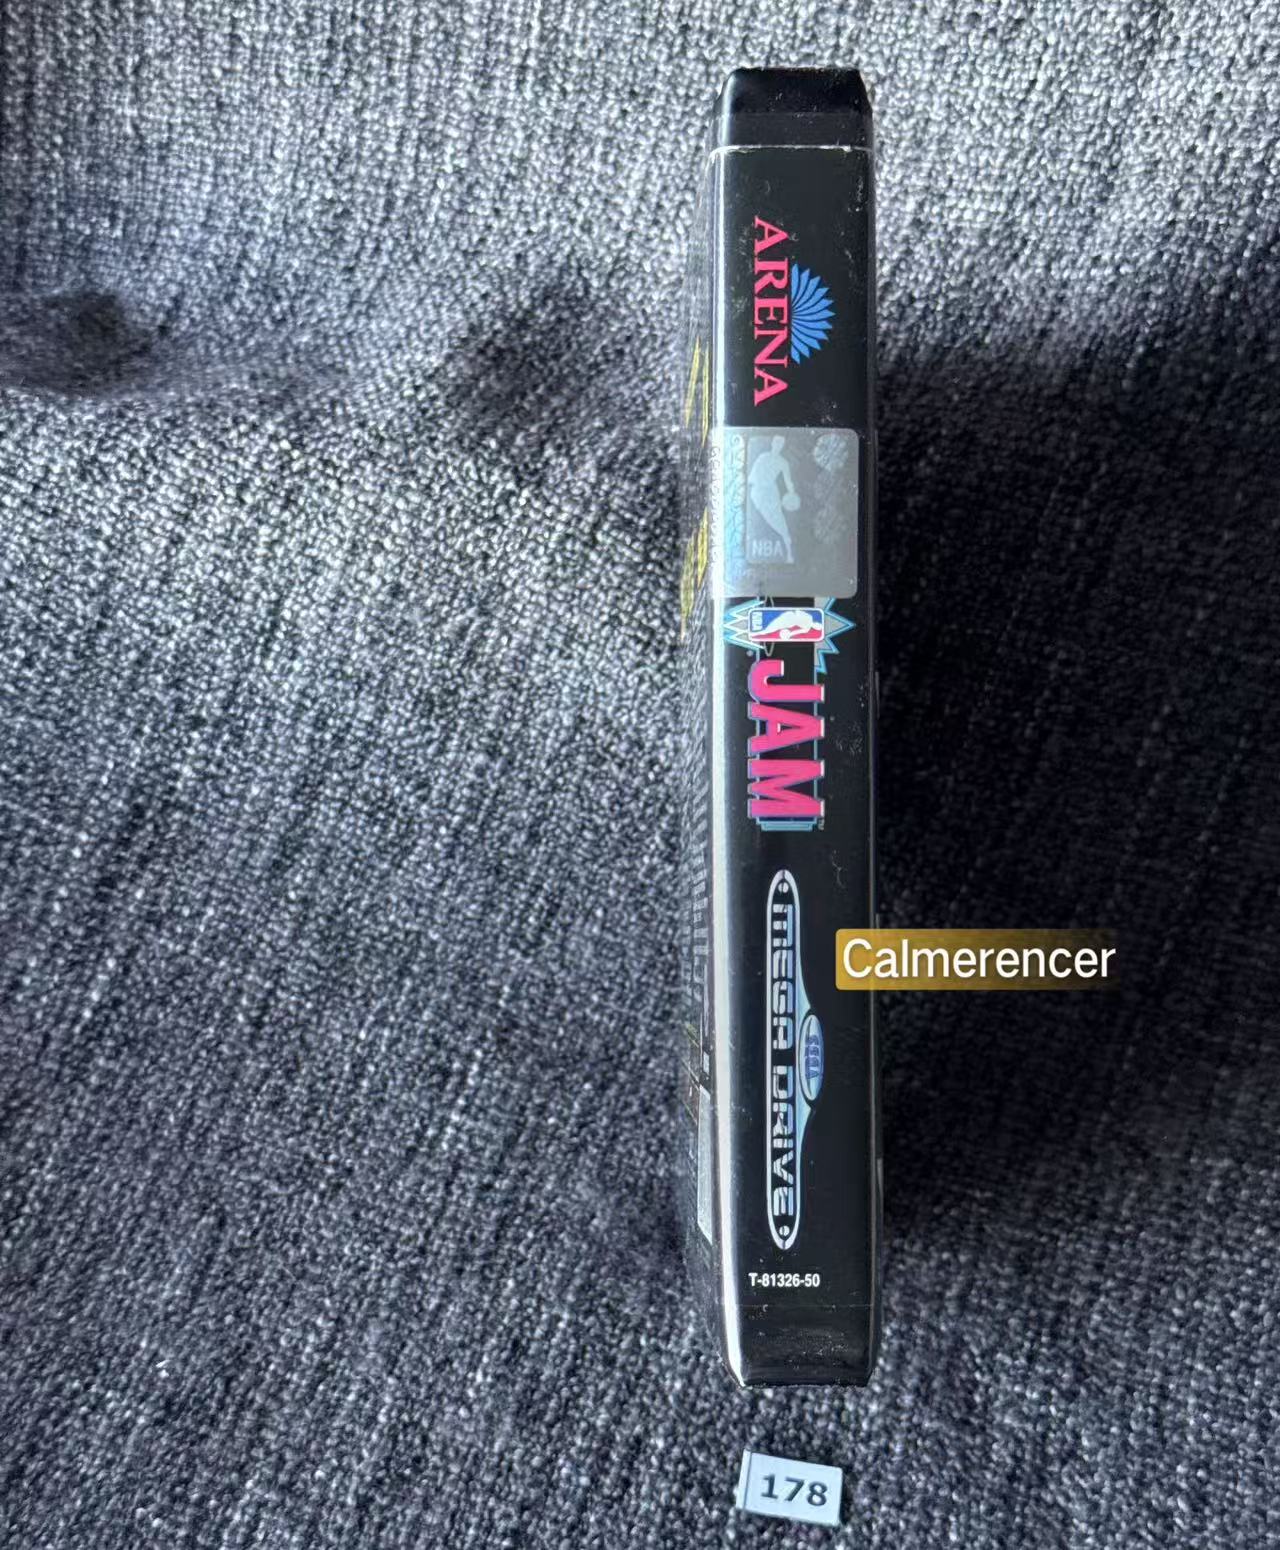 ARENA
NBA
NBA
JAM
MEGA DRIVE
SEGA
T-81326-50
Calmerencer
178